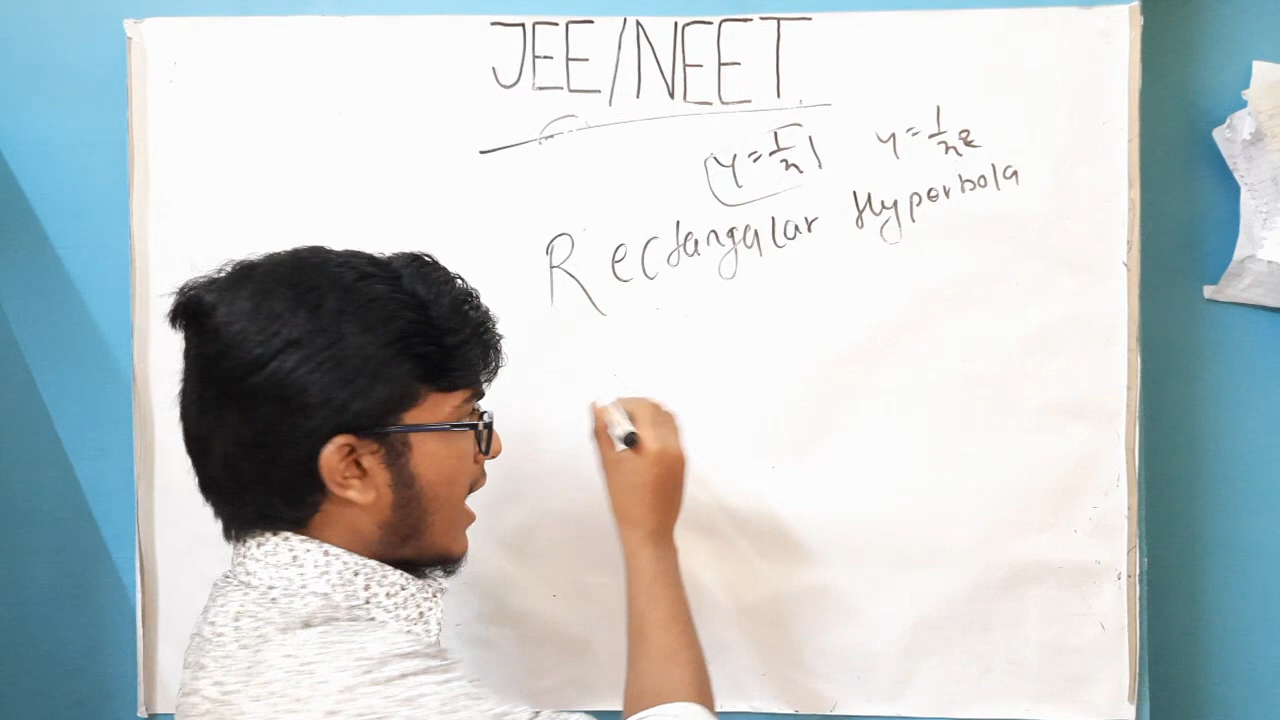 JEE/NEET
y = 1/x y = 1/x2
Rectangular Hyperbola